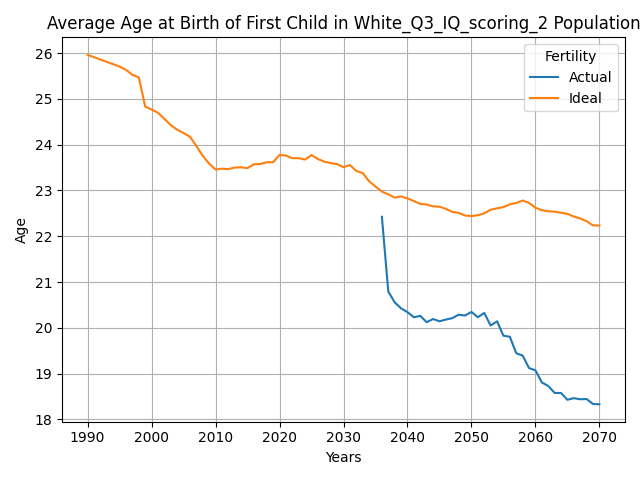 Average Age at Birth of First Child in White_Q3_IQ_scoring_2 Population
Fertility
Actual
Ideal
Age
26
25
24
23
22
21
20
19
18
1990 2000 2010 2020 2030 2040 2050 2060 2070
Years